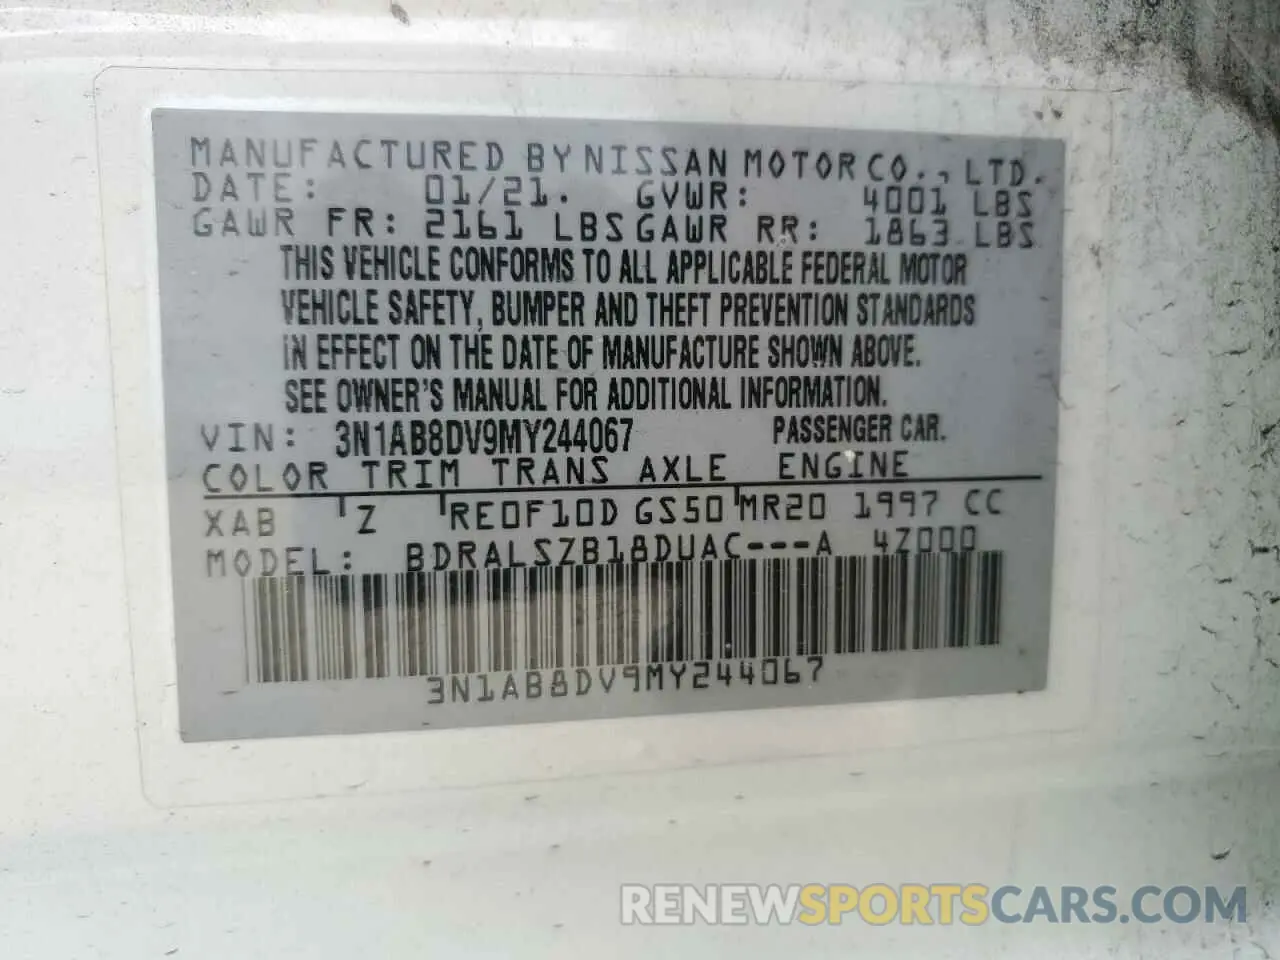 MANUFACTURED BY NISSAN MOTOR CO., LTD.
DATE: 01/21. GVWR: 4001 LBS
GAWR FR: 2161 LBS GAWR RR: 1863 LBS
THIS VEHICLE CONFORMS TO ALL APPLICABLE FEDERAL MOTOR
VEHICLE SAFETY, BUMPER AND THEFT PREVENTION STANDARDS
IN EFFECT ON THE DATE OF MANUFACTURE SHOWN ABOVE.
SEE OWNER'S MANUAL FOR ADDITIONAL INFORMATION.
VIN: 3N1AB8DV9MY244067 PASSENGER CAR.
COLOR TRIM TRANS AXLE ENGINE
XAB Z RE0F10D GS50 MR20 1997 CC
MODEL: BDRALSZB18DUAC---A 4Z000
3N1AB8DV9MY244067
RENEWSPORTSCARS.COM